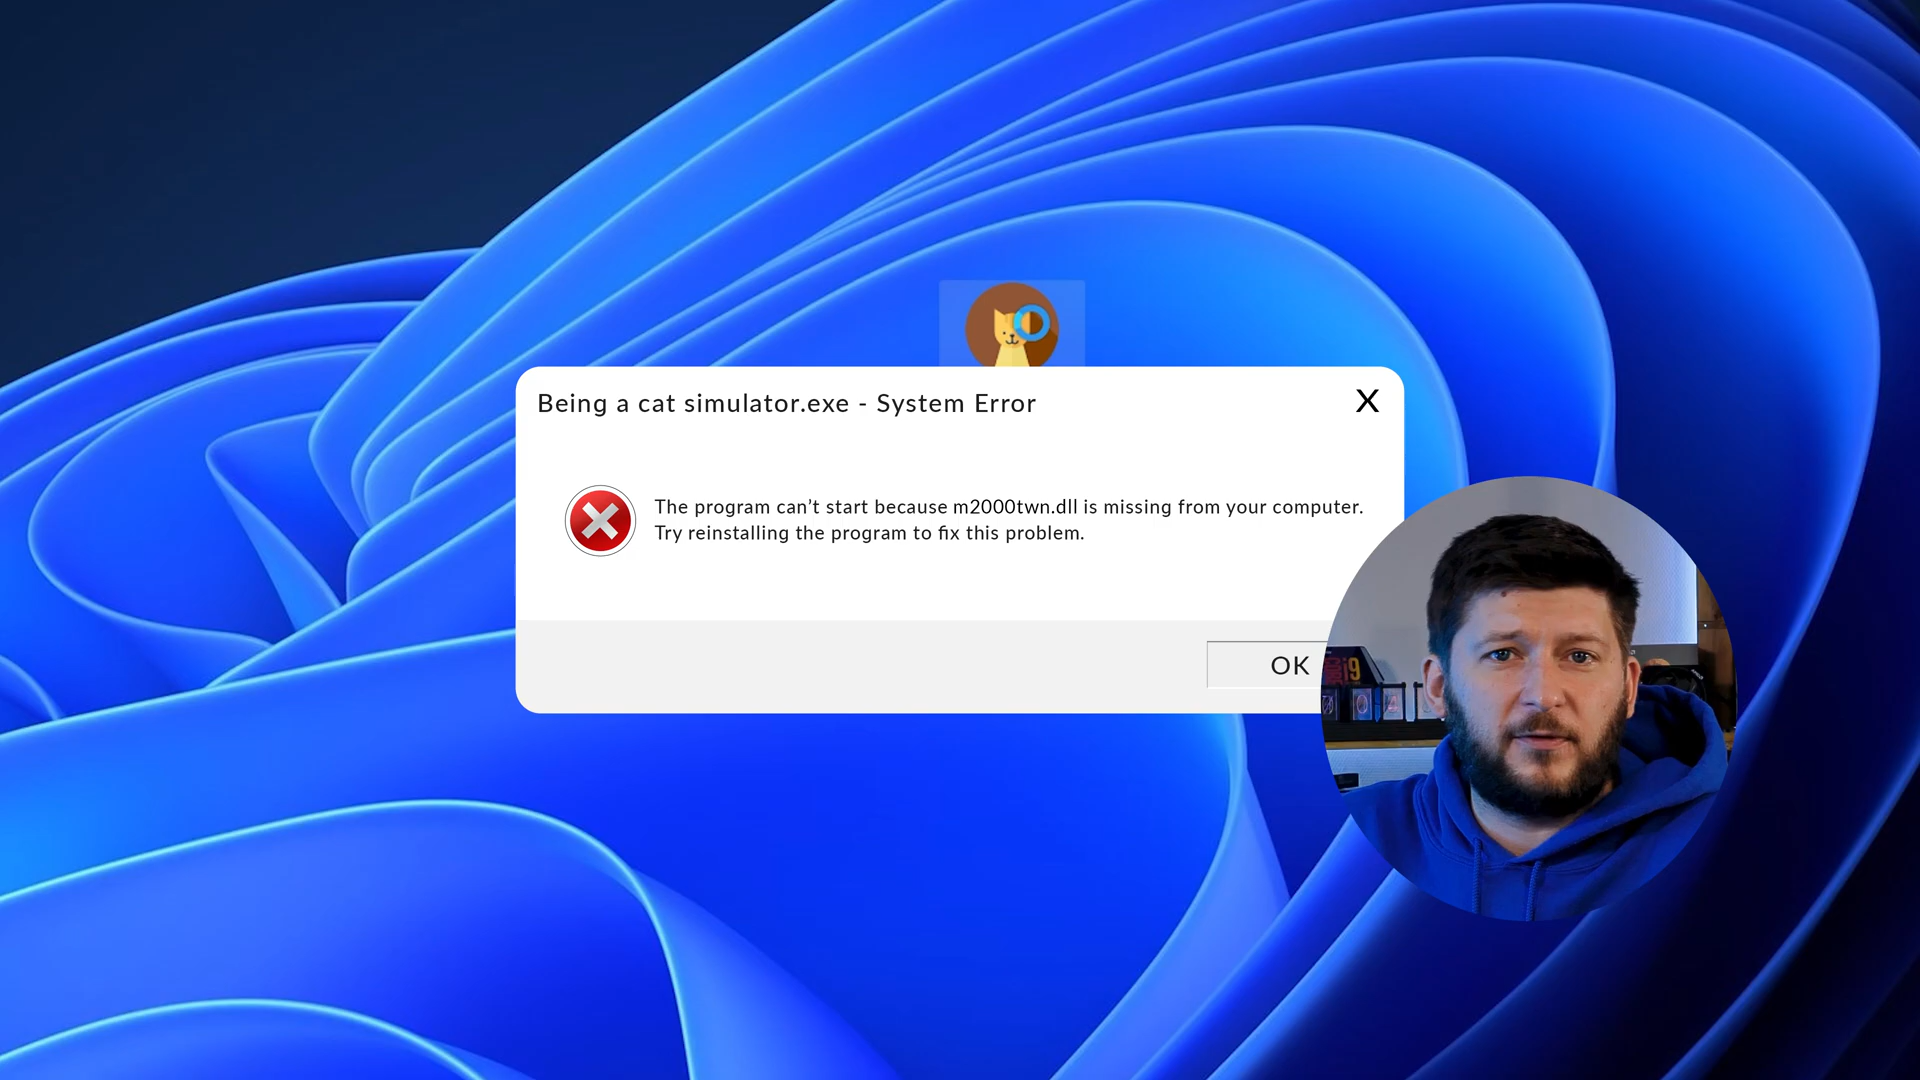 Being a cat simulator.exe - System Error
X
The program can’t start because m2000twn.dll is missing from your computer.
Try reinstalling the program to fix this problem.
OK
i9